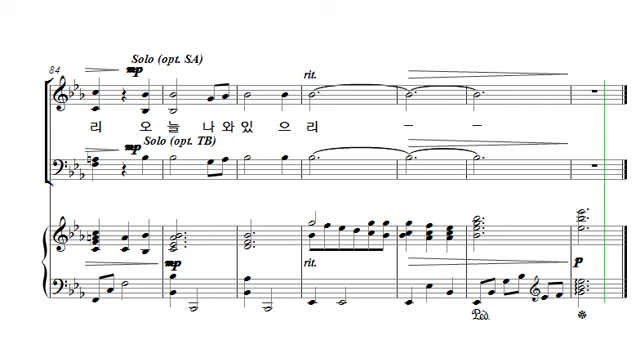 84
Solo (opt. SA)
mp
rit.
리 오 늘 나 와 있 으 리 – –
mp
Solo (opt. TB)
mp
rit.
p
Ped.